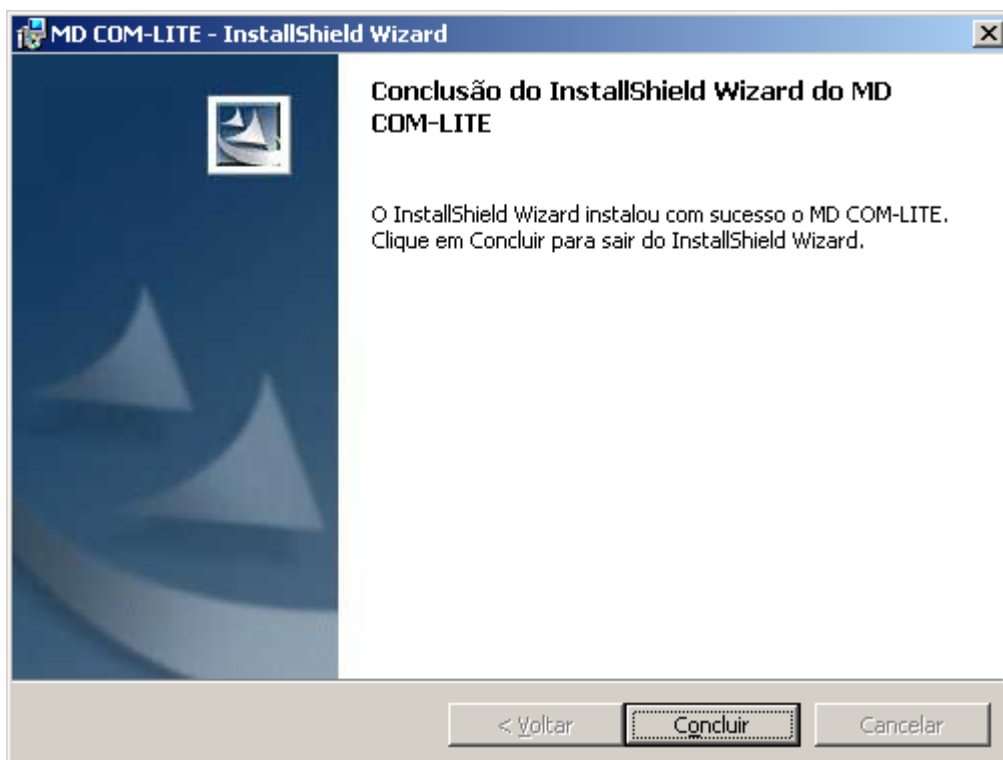 MD COM-LITE - InstallShield Wizard
Conclusão do InstallShield Wizard do MD
COM-LITE
O InstallShield Wizard instalou com sucesso o MD COM-LITE.
Clique em Concluir para sair do InstallShield Wizard.
< Voltar
Concluir
Cancelar